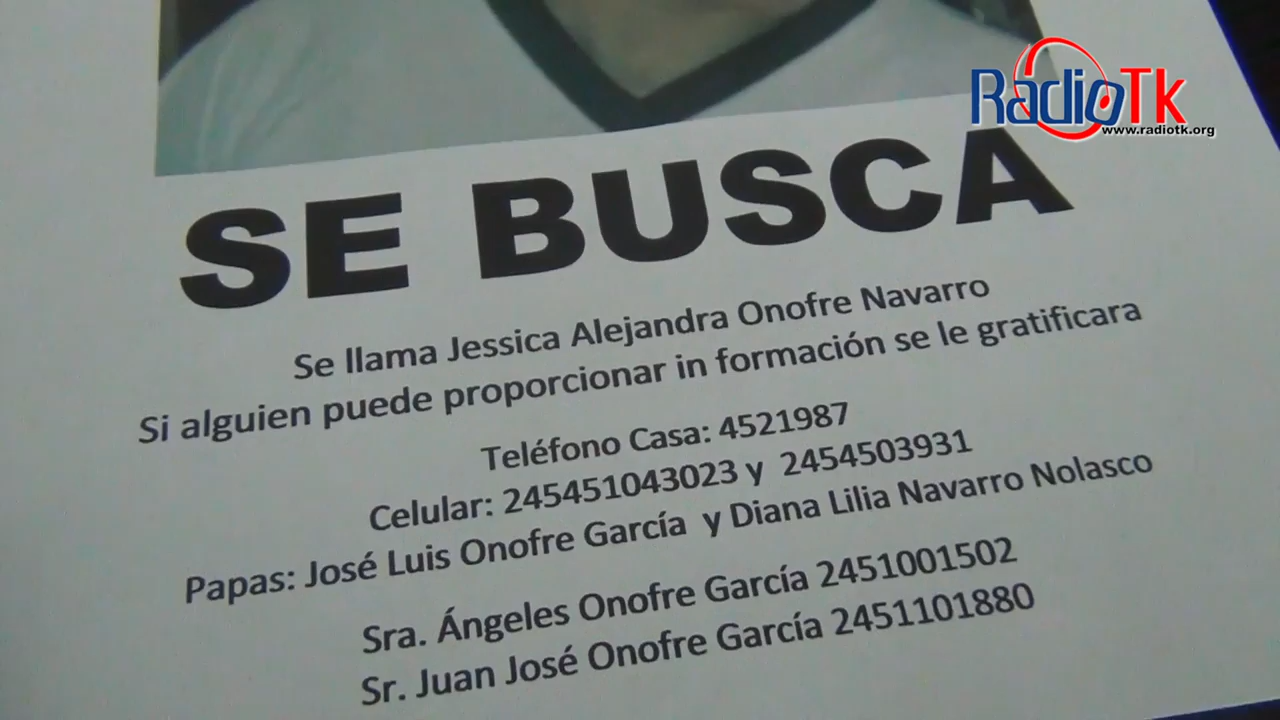 RadioTk
www.radiotk.org
SE BUSCA
Se llama Jessica Alejandra Onofre Navarro
Si alguien puede proporcionar in formación se le gratificara
Teléfono Casa: 4521987
Celular: 245451043023 y 2454503931
Papas: José Luis Onofre García y Diana Lilia Navarro Nolasco
Sra. Ángeles Onofre García 2451001502
Sr. Juan José Onofre García 2451101880